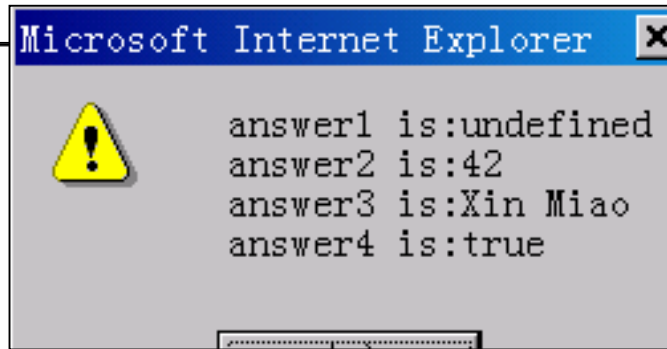 Microsoft Internet Explorer
answer1 is:undefined
answer2 is:42
answer3 is:Xin Miao
answer4 is:true